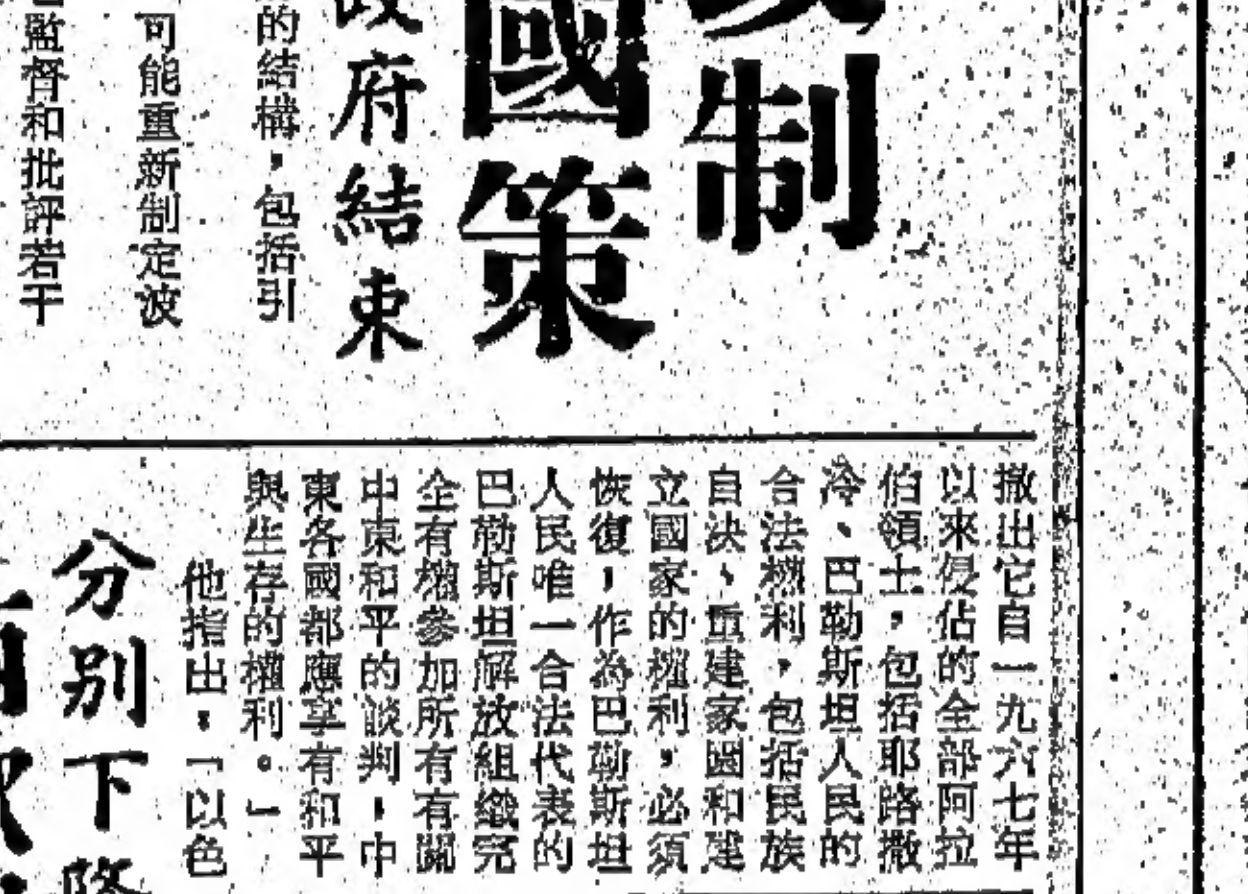 制
國策
政府結束
的結構，包括引
可能重新制定波
監督和批評若干
撤出它自一九六七年
以來侵佔的全部阿拉
伯領土，包括耶路撒
冷、巴勒斯坦人民的
合法權利，包括民族
自決、重建家園和建
立國家的權利，必須
恢復，作為巴勒斯坦
人民唯一合法代表的
巴勒斯坦解放組織完
全有權參加所有有關
中東和平的談判，中
東各國都應享有和平
與生存的權利。」
他指出：「以色
分别下降